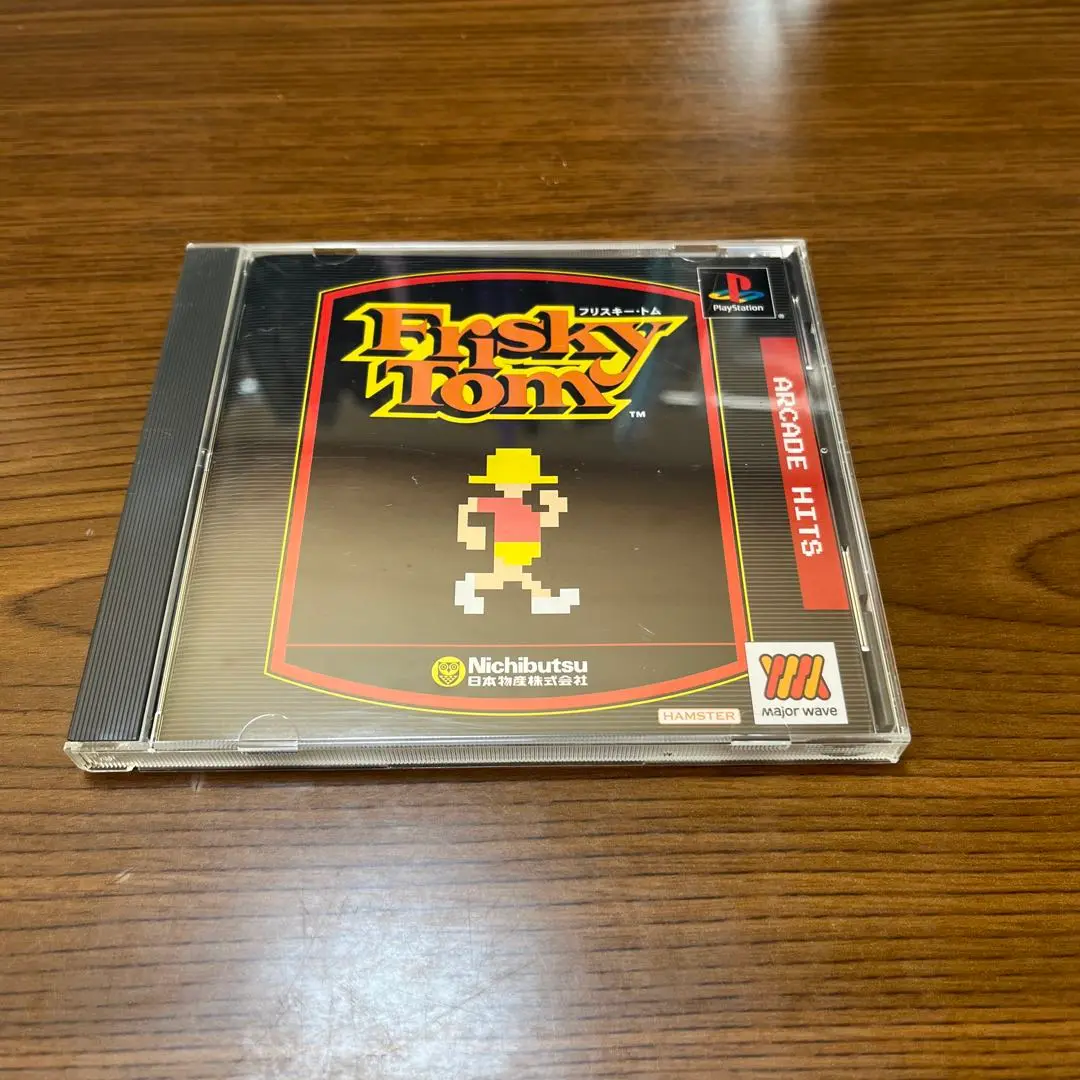 フリスキー・トム
Frisky
Tom
TM
PlayStation
®
ARCADE HITS
Nichibutsu
日本物産株式会社
HAMSTER
major wave